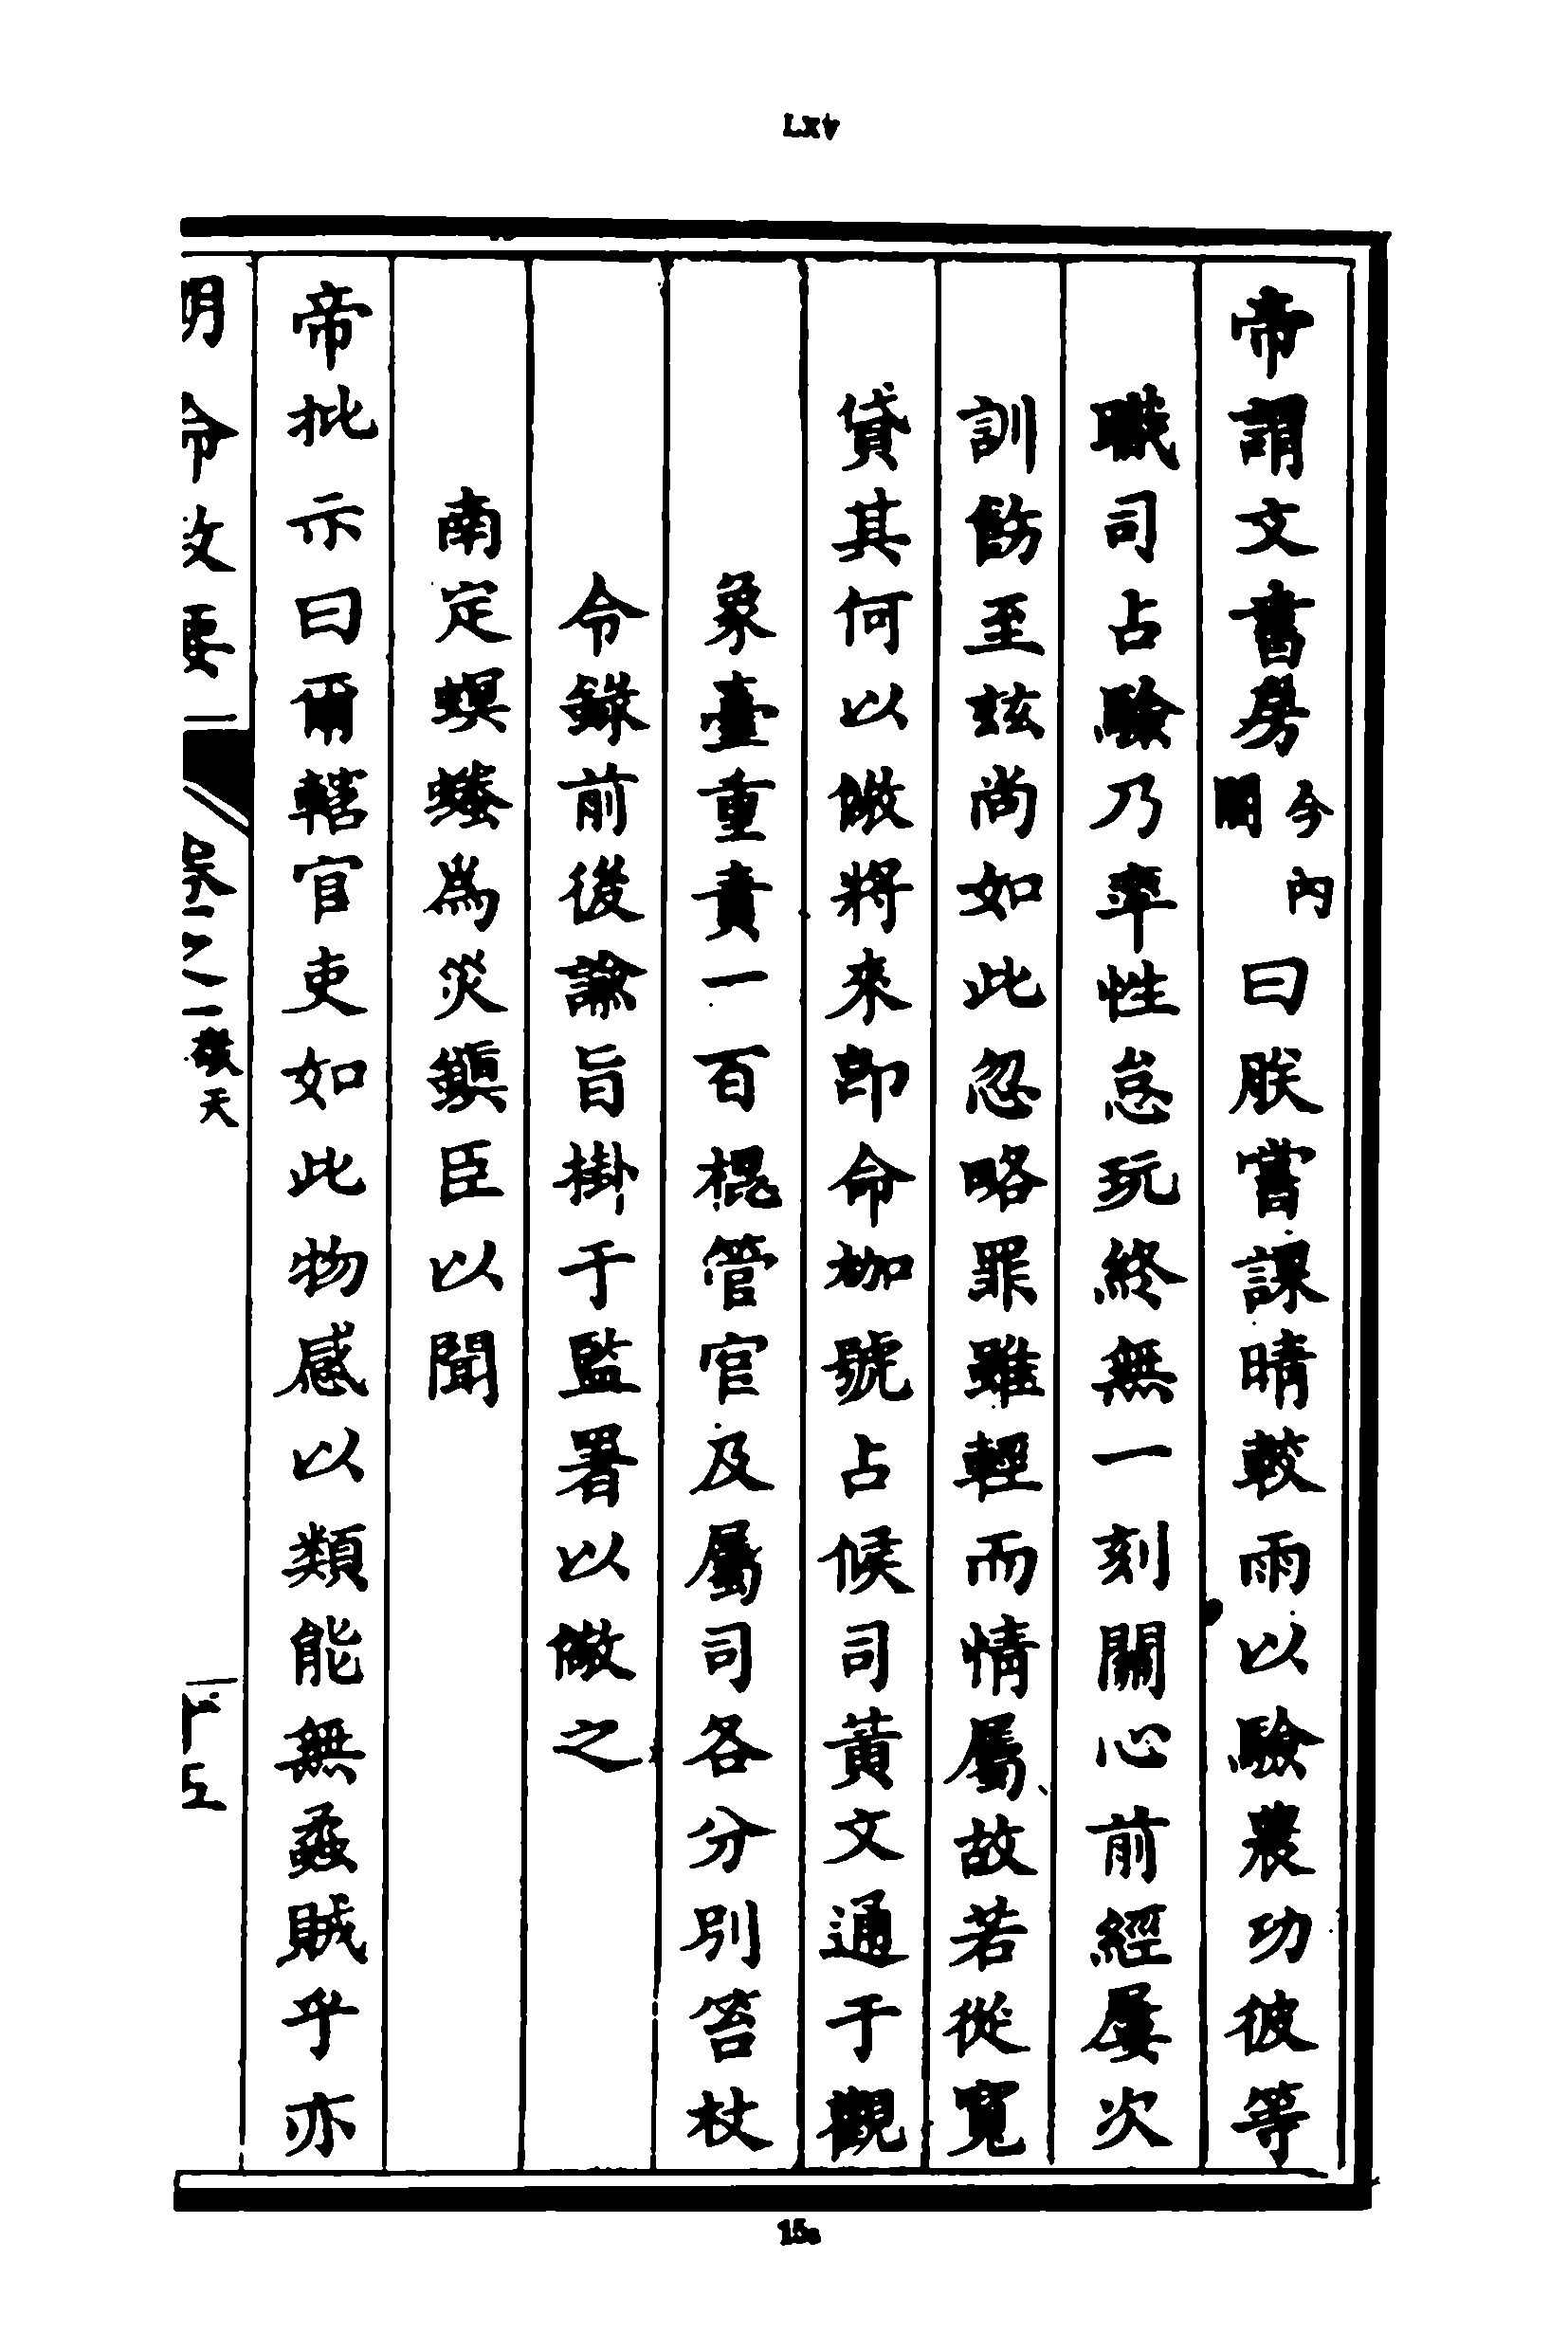 LXV
帝謂文書房今內閣曰朕嘗課晴較雨以驗農功彼等
職司占驗乃率性怠玩終無一刻關心前經屢次
訓飭至玆尚如此忽略罪雖輕而情屬故若從寬
貸其何以儆將來即命枷號占候司黃文通于觀
象臺重責一百棍管官及屬司各分別笞杖
令錄前後諭旨掛于監署以儆之
南定螟螣爲災鎮臣以聞
帝批示曰爾轄官吏如此物感以類能無蟊賊乎亦
明命政要 卷之二 敬天 十五
15a